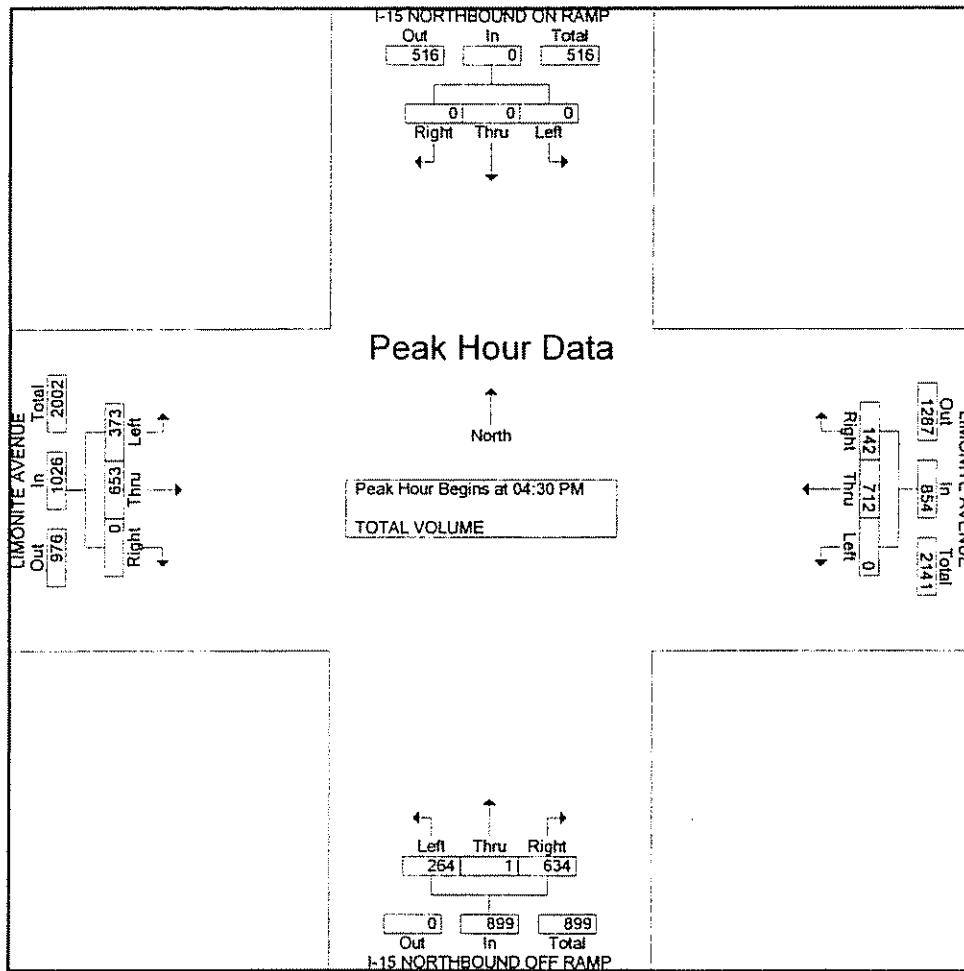 I-15 NORTHBOUND ON RAMP
Out In Total
516 0 516
0 0 0
Right Thru Left
Peak Hour Data
North
Peak Hour Begins at 04:30 PM
TOTAL VOLUME
LIMONITE AVENUE
Out In Total
976 1026 2002
0 653 373
Right Thru Left
LIMONITE AVENUE
Out In Total
1287 854 2141
142 712 0
Right Thru Left
Left Thru Right
264 1 634
0 899 899
Out In Total
I-15 NORTHBOUND OFF RAMP